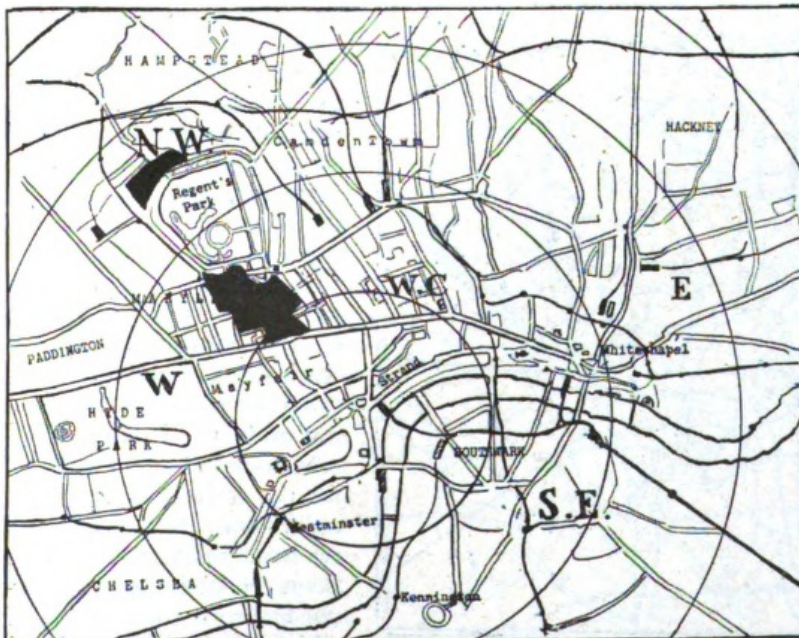 HAMPSTEAD
N W
Camden Town
HACKNEY
Regent's
Park
W.C
E
PADDINGTON
Whitechapel
W
Mayfair
Strand
HYDE
PARK
SOUTHWARK
S.E
Westminster
CHELSEA
Kennington